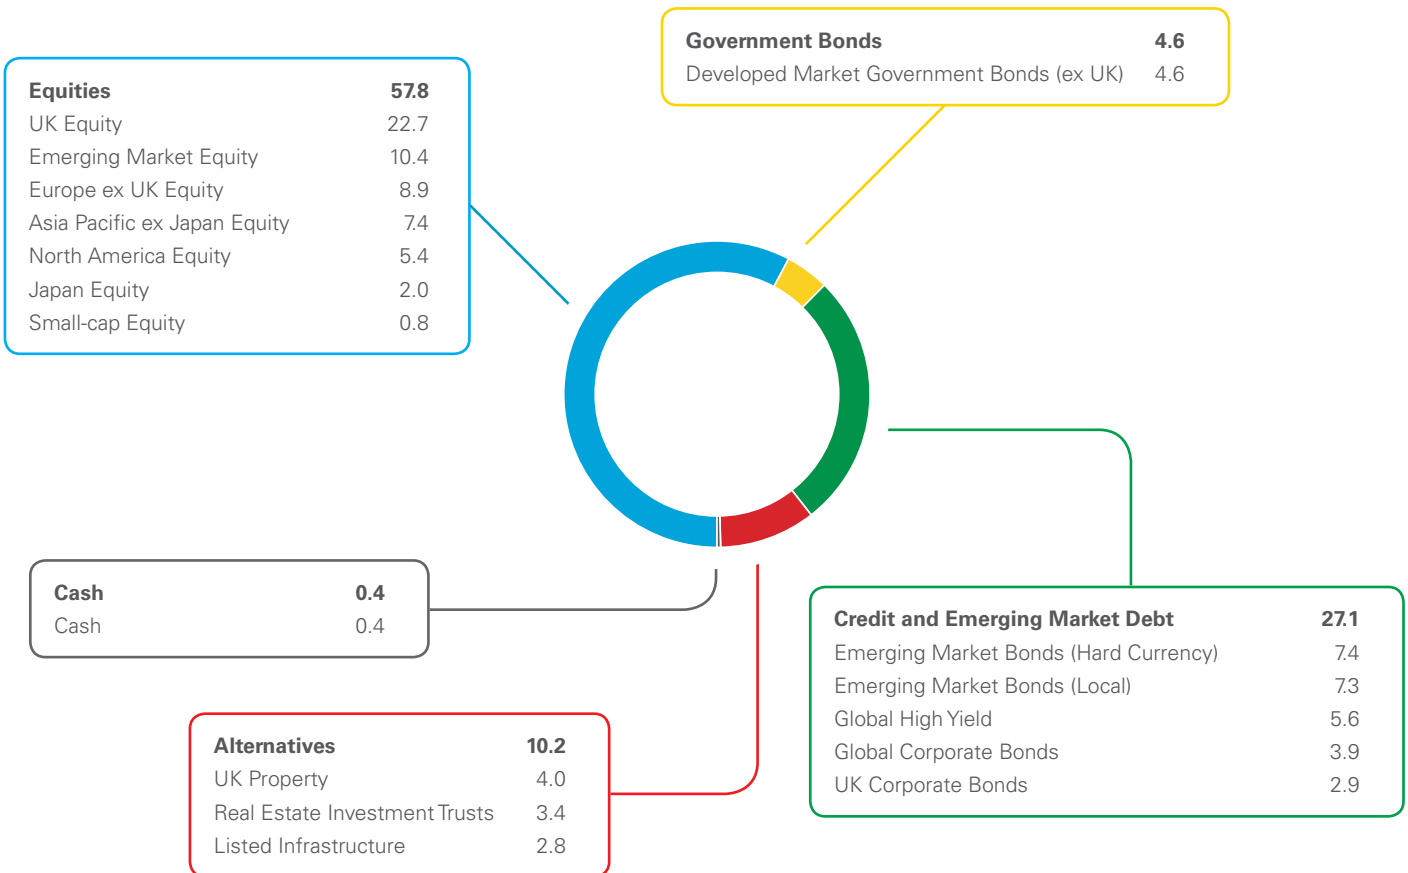 Government Bonds 4.6
Developed Market Government Bonds (ex UK) 4.6
Equities 57.8
UK Equity 22.7
Emerging Market Equity 10.4
Europe ex UK Equity 8.9
Asia Pacific ex Japan Equity 7.4
North America Equity 5.4
Japan Equity 2.0
Small-cap Equity 0.8
Cash 0.4
Cash 0.4
Credit and Emerging Market Debt 27.1
Emerging Market Bonds (Hard Currency) 7.4
Emerging Market Bonds (Local) 7.3
Global High Yield 5.6
Global Corporate Bonds 3.9
UK Corporate Bonds 2.9
Alternatives 10.2
UK Property 4.0
Real Estate Investment Trusts 3.4
Listed Infrastructure 2.8